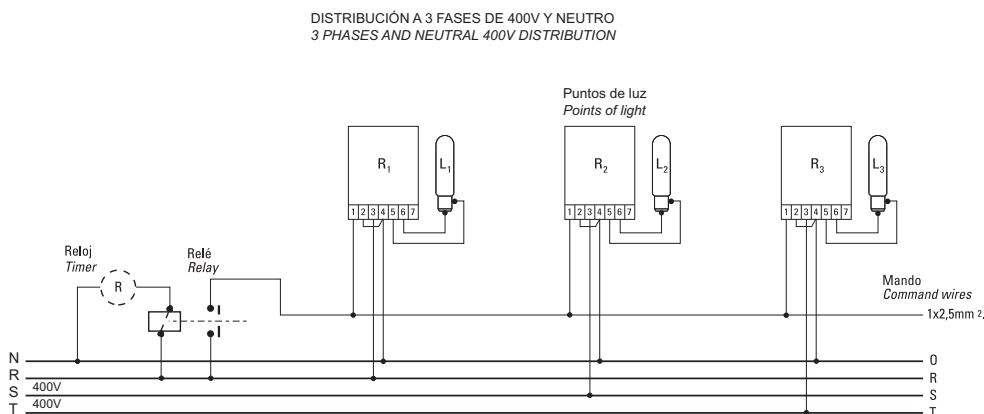 DISTRIBUCIÓN A 3 FASES DE 400V Y NEUTRO
3 PHASES AND NEUTRAL 400V DISTRIBUTION
Puntos de luz
Points of light
R1 L1 R2 L2 R3 L3
1 2 3 4 5 6 7 1 2 3 4 5 6 7 1 2 3 4 5 6 7
Reloj
Timer
R
Relé
Relay
Mando
Command wires
1x2,5mm 2.
N O
R R
S 400V S
T 400V T